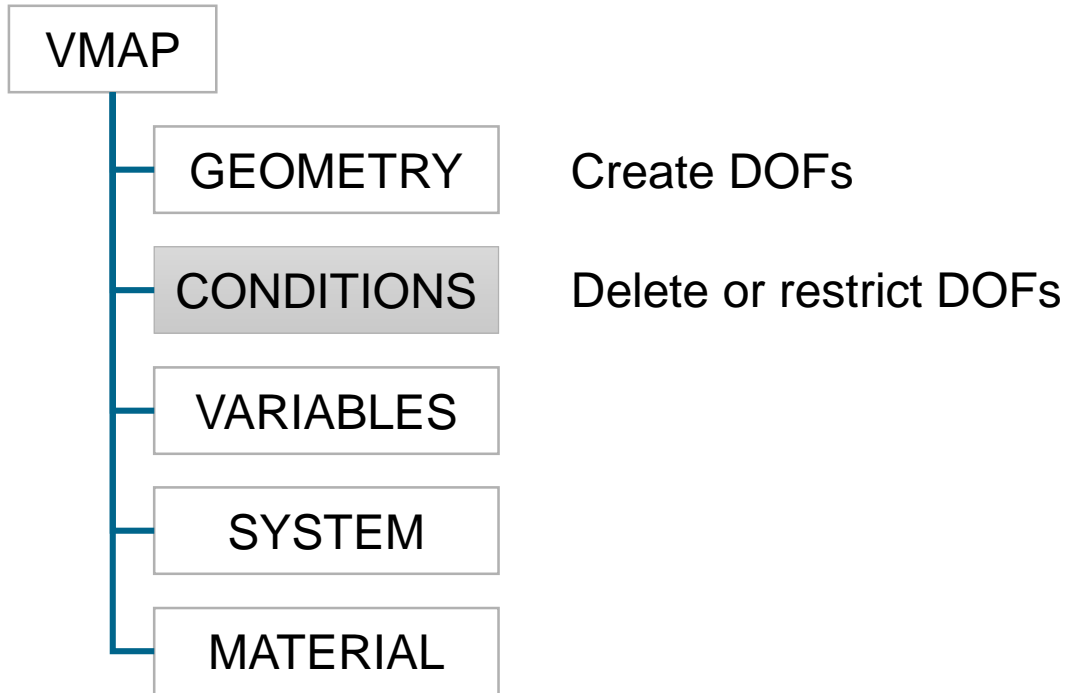 VMAP
GEOMETRY Create DOFs
CONDITIONS Delete or restrict DOFs
VARIABLES
SYSTEM
MATERIAL